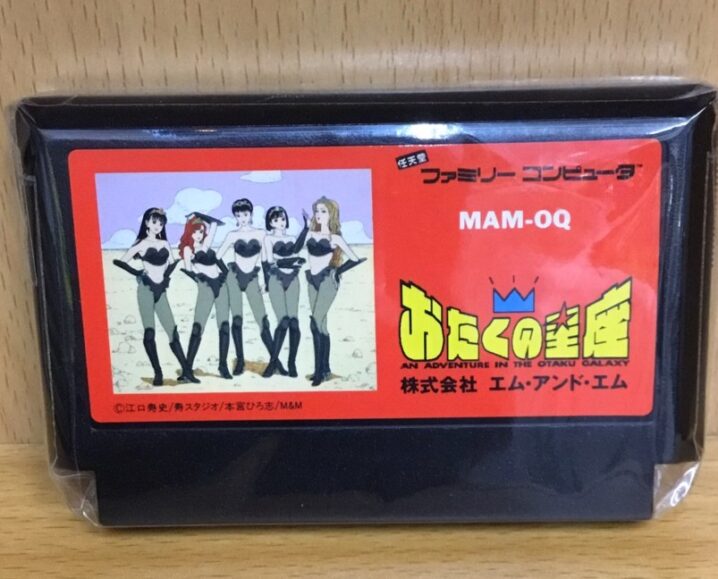 任天堂
ファミリー コンピュータ™
MAM-OQ
おたくの星座
AN ADVENTURE IN THE OTAKU GALAXY
株式会社 エム・アンド・エム
©江口寿史/寿スタジオ/本宮ひろ志/M&M